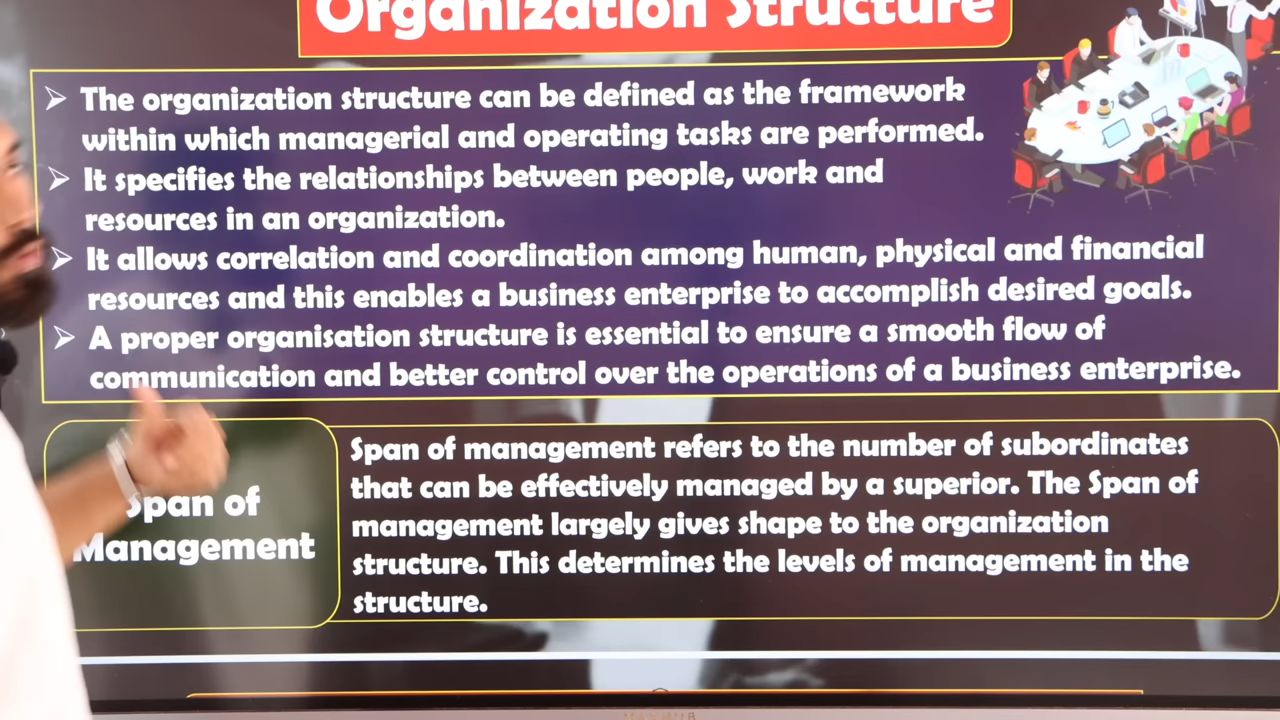 Organization Structure
The organization structure can be defined as the framework
within which managerial and operating tasks are performed.
It specifies the relationships between people, work and
resources in an organization.
It allows correlation and coordination among human, physical and financial
resources and this enables a business enterprise to accomplish desired goals.
A proper organisation structure is essential to ensure a smooth flow of
communication and better control over the operations of a business enterprise.
Span of
Management
Span of management refers to the number of subordinates
that can be effectively managed by a superior. The Span of
management largely gives shape to the organization
structure. This determines the levels of management in the
structure.